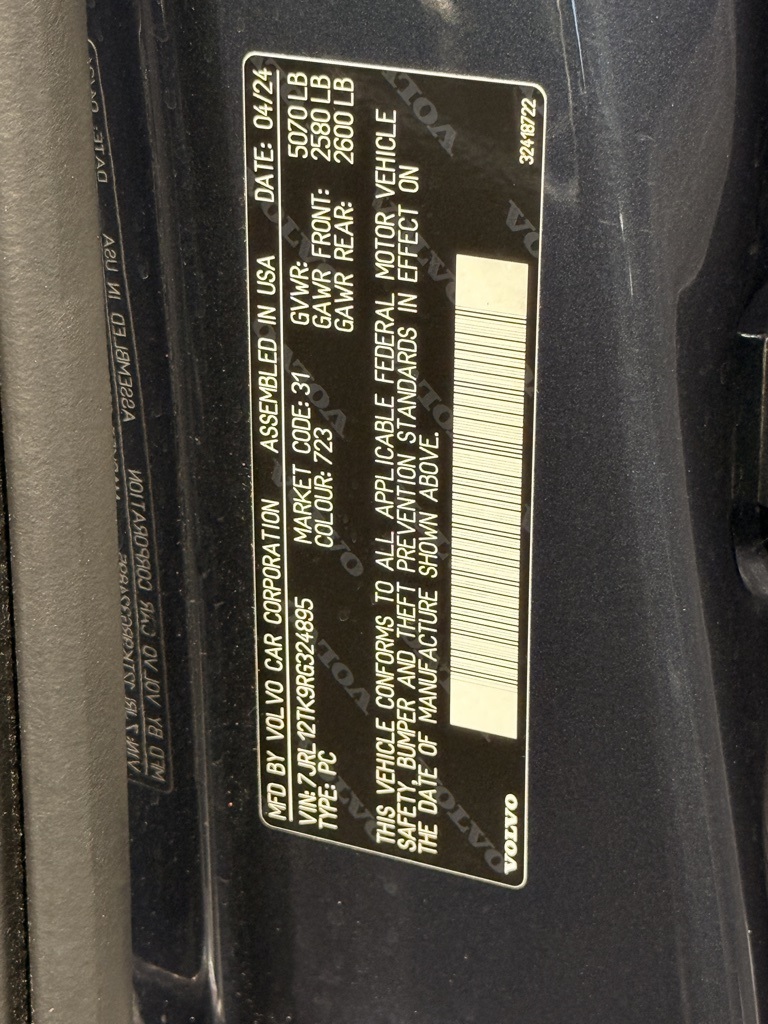 MFD BY VOLVO CAR CORPORATION ASSEMBLED IN USA DATE: 04/24
VIN: 7JRL12TK9RG324895 MARKET CODE: 31 GVWR: 5070 LB
TYPE: PC COLOUR: 723 GAWR FRONT: 2580 LB
GAWR REAR: 2600 LB
THIS VEHICLE CONFORMS TO ALL APPLICABLE FEDERAL MOTOR VEHICLE
SAFETY, BUMPER AND THEFT PREVENTION STANDARDS IN EFFECT ON
THE DATE OF MANUFACTURE SHOWN ABOVE.
VOLVO 32418722